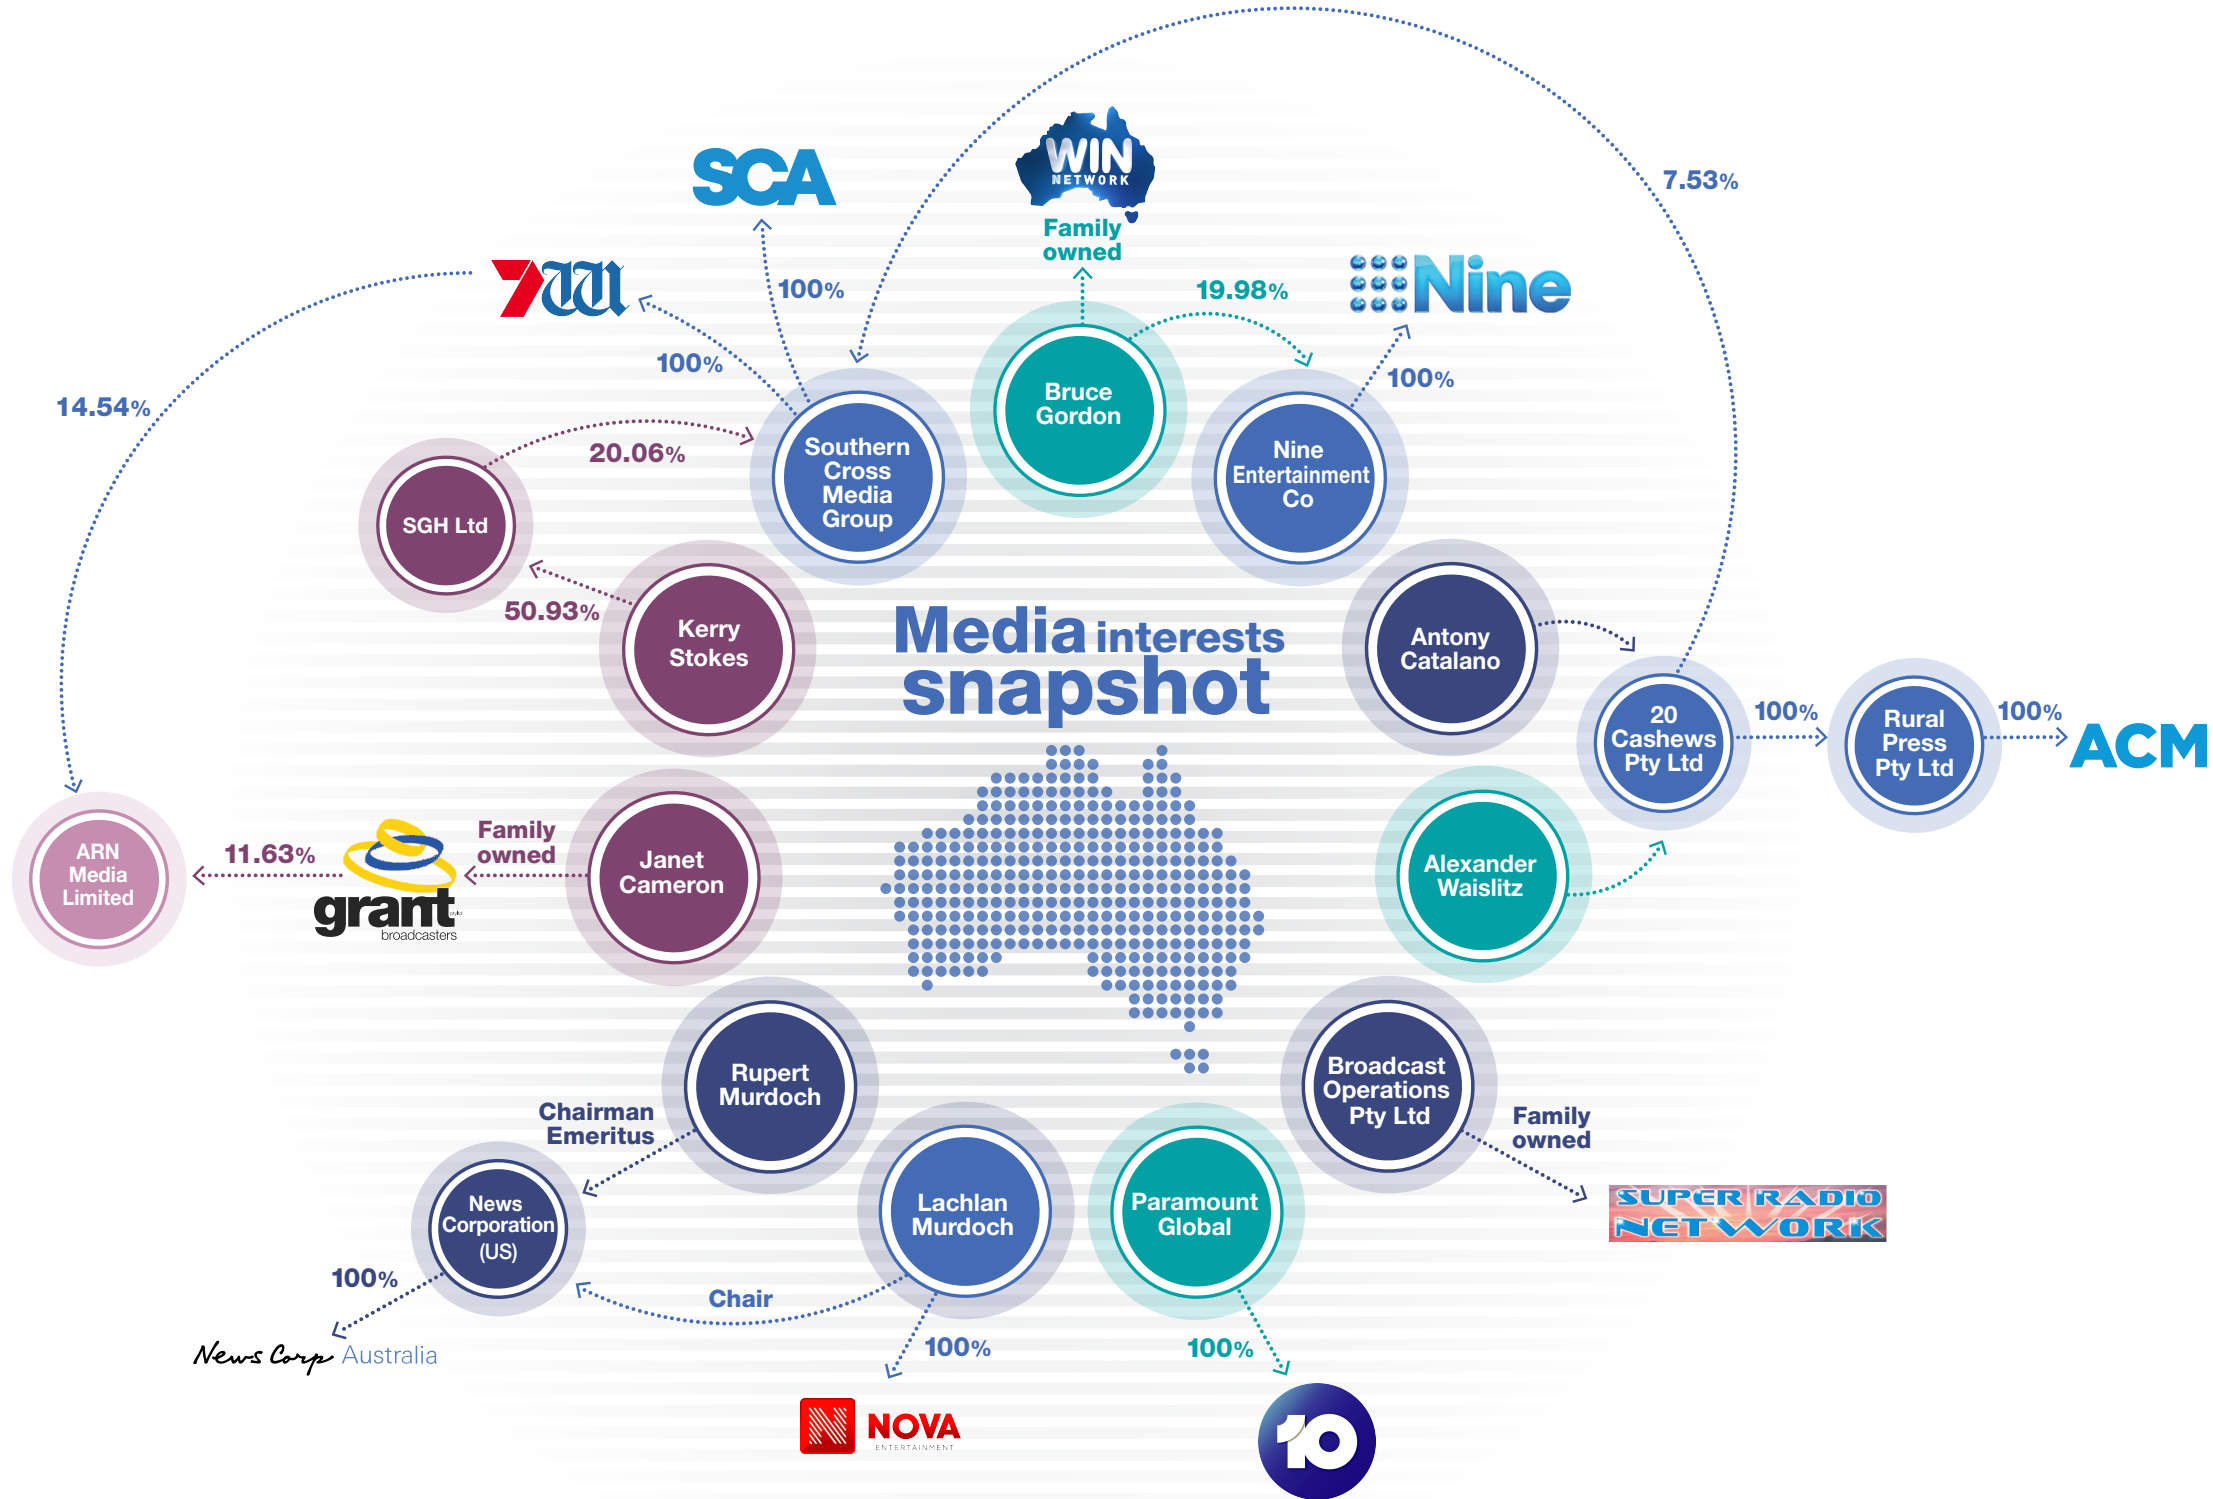 7.53%
WIN
NETWORK
SCA
Family
owned
Nine
19.98%
100%
7
100%
100%
14.54%
Bruce
Gordon
20.06%
Southern
Cross
Media
Group
Nine
Entertainment
Co
SGH Ltd
50.93%
Kerry
Stokes
Media interests
snapshot
Antony
Catalano
20
Cashews
Pty Ltd
100%
Rural
Press
Pty Ltd
100%
ACM
ARN
Media
Limited
11.63%
grant
broadcasters
Family
owned
Janet
Cameron
Alexander
Waislitz
Rupert
Murdoch
Chairman
Emeritus
Broadcast
Operations
Pty Ltd
Family
owned
SUPER RADIO
NETWORK
News
Corporation
(US)
Lachlan
Murdoch
Paramount
Global
100%
Chair
News Corp Australia
100%
100%
N NOVA
ENTERTAINMENT
10